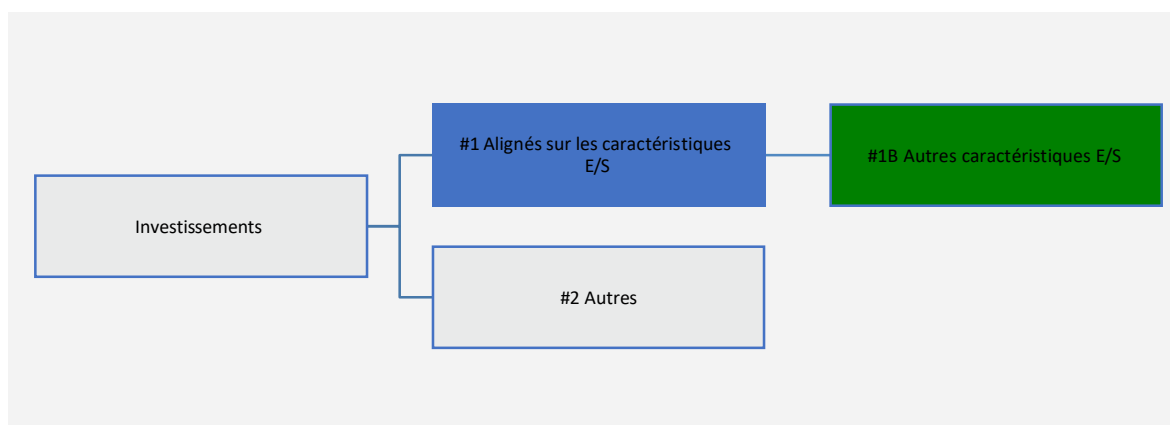 #1 Alignés sur les caractéristiques
E/S
#1B Autres caractéristiques E/S
Investissements
#2 Autres